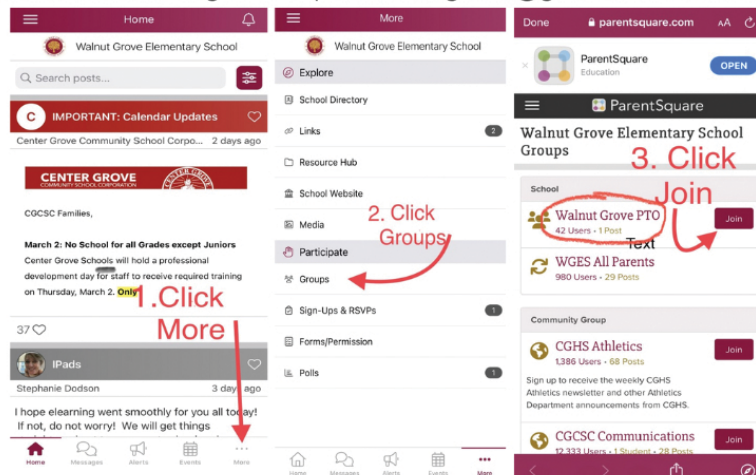 Home
Walnut Grove Elementary School
Search posts...
C IMPORTANT: Calendar Updates
Center Grove Community School Corpo... 2 days ago
CENTER GROVE
COMMUNITY SCHOOL CORPORATION
CGCSC Families,
March 2: No School for all Grades except Juniors
Center Grove Schools will hold a professional
development day for staff to receive required training
on Thursday, March 2. Only
1.Click
More
37
IPads
Stephanie Dodson 3 days ago
I hope elearning went smoothly for you all today!
If not, do not worry! We will get things
Home Messages Alerts Events More
More
Walnut Grove Elementary School
Explore
School Directory
Links 2
Resource Hub
School Website
Media
2. Click
Groups
Participate
Groups
Sign-Ups & RSVPs 1
Forms/Permission
Polls 1
Home Messages Alerts Events More
Done parentsquare.com AA
ParentSquare
Education
OPEN
ParentSquare
Walnut Grove Elementary School
Groups
3. Click
Join
School
Walnut Grove PTO
42 Users • 1 Post
Join
Text
WGES All Parents
980 Users • 29 Posts
Community Group
CGHS Athletics
1,386 Users • 68 Posts
Join
Sign up to receive the weekly CGHS
Athletics newsletter and other Athletics
Department announcements from CGHS.
CGCSC Communications
12,333 Users • 1 Student • 28 Posts
Join